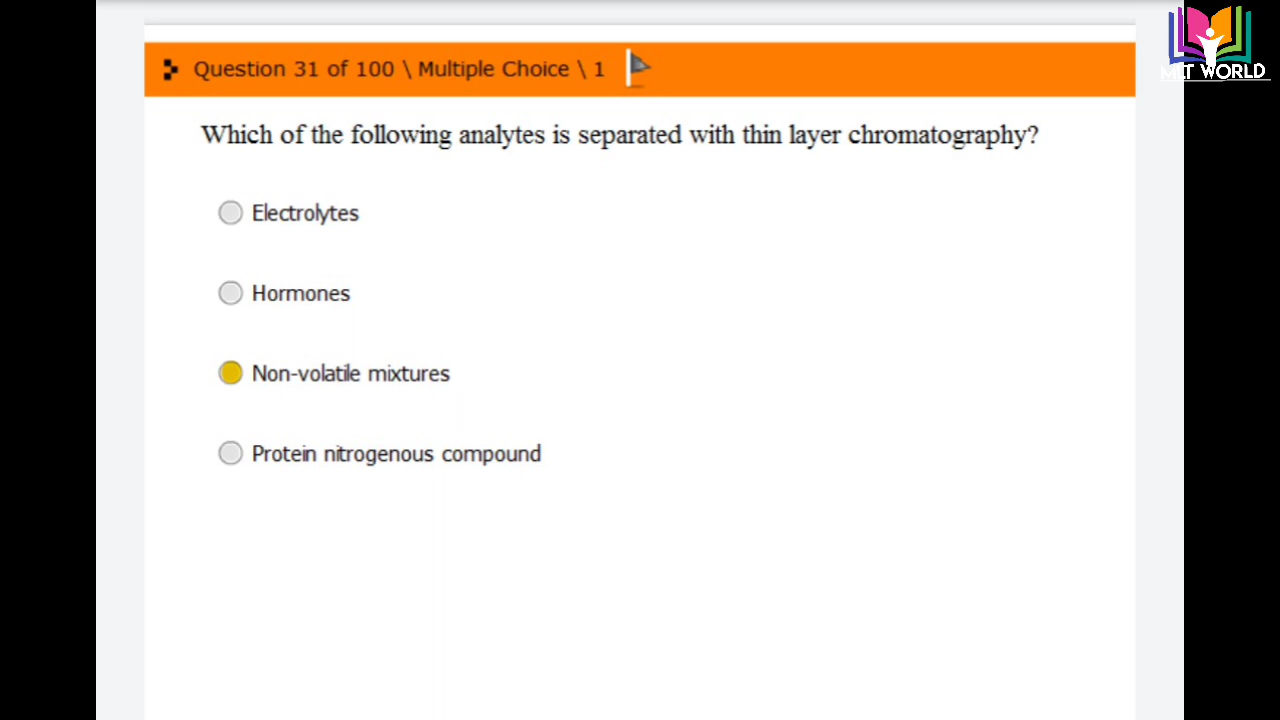 Question 31 of 100 \ Multiple Choice \ 1
MLT WORLD
Which of the following analytes is separated with thin layer chromatography?
Electrolytes
Hormones
Non-volatile mixtures
Protein nitrogenous compound